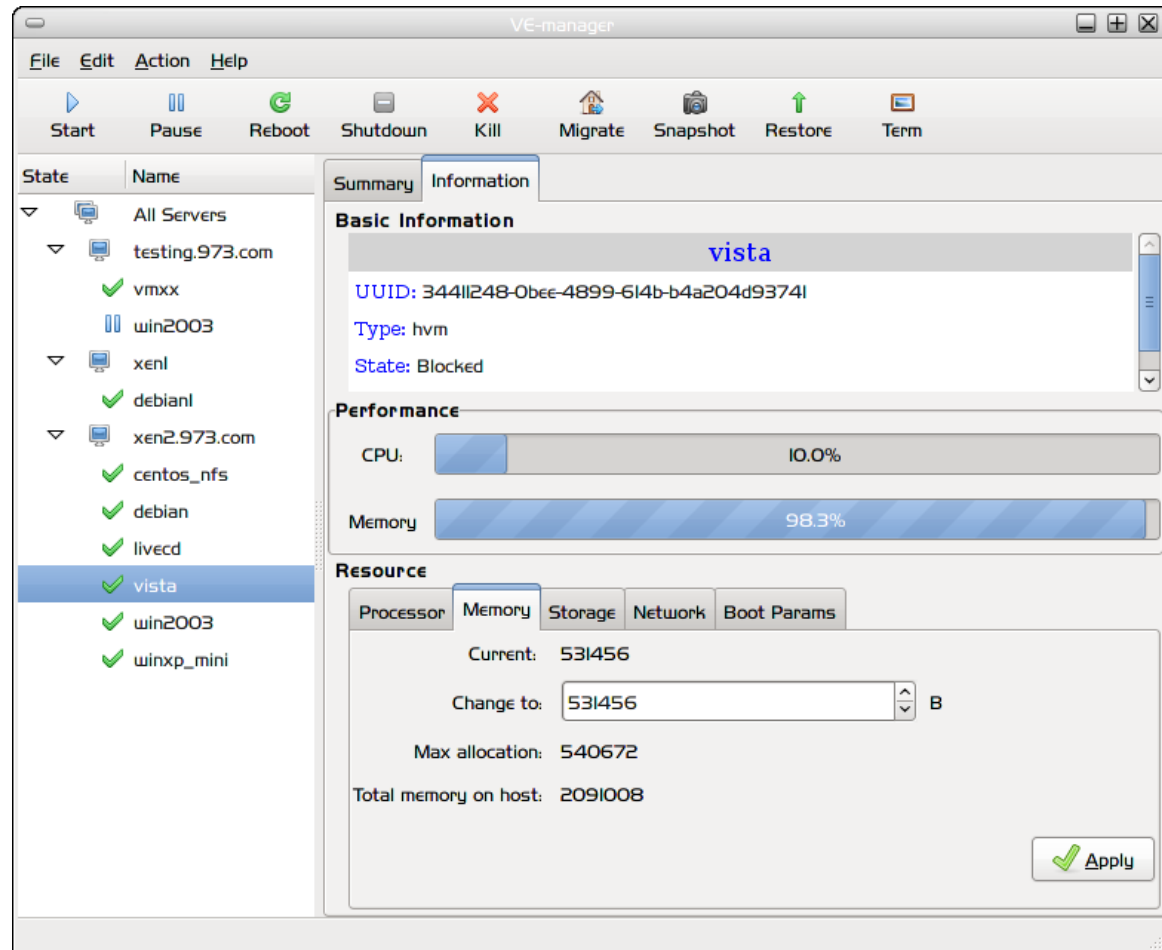 VE-manager
File Edit Action Help
Start Pause Reboot Shutdown Kill Migrate Snapshot Restore Term
State Name
All Servers
testing.973.com
vmxx
win2003
xen1
debian1
xen2.973.com
centos_nfs
debian
livecd
vista
win2003
winxp_mini
Summary Information
Basic Information
vista
UUID: 34411248-0bee-4899-614b-b4a204d93741
Type: hvm
State: Blocked
Performance
CPU: 10.0%
Memory 98.3%
Resource
Processor Memory Storage Network Boot Params
Current: 531456
Change to: 531456 B
Max allocation: 540672
Total memory on host: 2091008
Apply